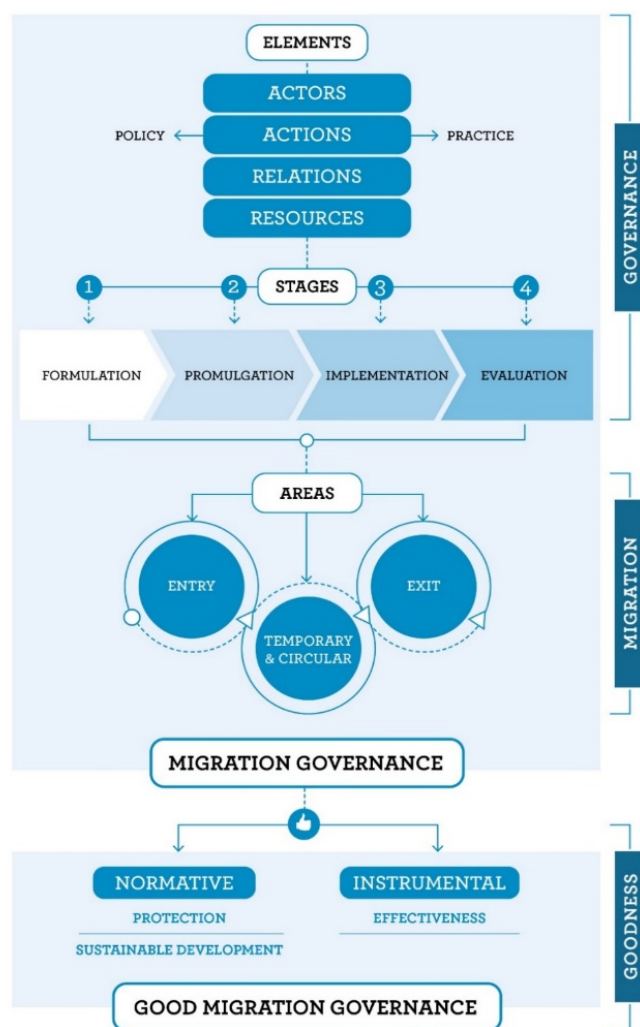 ELEMENTS
ACTORS
POLICY
ACTIONS
PRACTICE
RELATIONS
RESOURCES
GOVERNANCE
1
2
STAGES
3
4
FORMULATION
PROMULGATION
IMPLEMENTATION
EVALUATION
AREAS
ENTRY
EXIT
TEMPORARY
& CIRCULAR
MIGRATION
MIGRATION GOVERNANCE
NORMATIVE
INSTRUMENTAL
PROTECTION
EFFECTIVENESS
SUSTAINABLE DEVELOPMENT
GOODNESS
GOOD MIGRATION GOVERNANCE